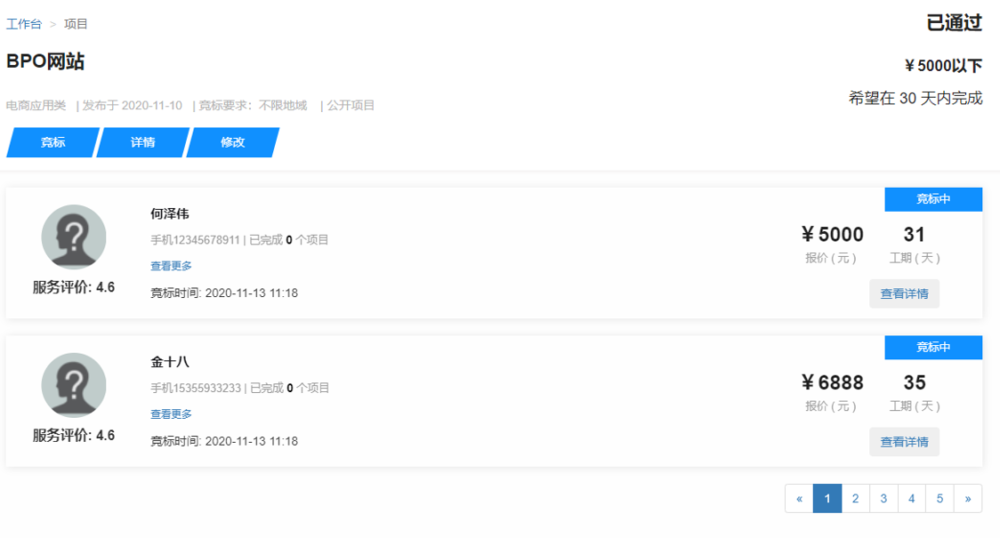 工作台 > 项目
已通过
BPO网站
¥5000以下
希望在 30 天内完成
电商应用类 | 发布于 2020-11-10 | 竞标要求：不限地域 | 公开项目
竞标 详情 修改
竞标中
何泽伟
手机12345678911 | 已完成 0 个项目
¥5000 31
报价 ( 元 ) 工期 ( 天 )
查看更多
服务评价: 4.6
竞标时间: 2020-11-13 11:18
查看详情
竞标中
金十八
手机15355933233 | 已完成 0 个项目
¥6888 35
报价 ( 元 ) 工期 ( 天 )
查看更多
服务评价: 4.6
竞标时间: 2020-11-13 11:18
查看详情
« 1 2 3 4 5 »